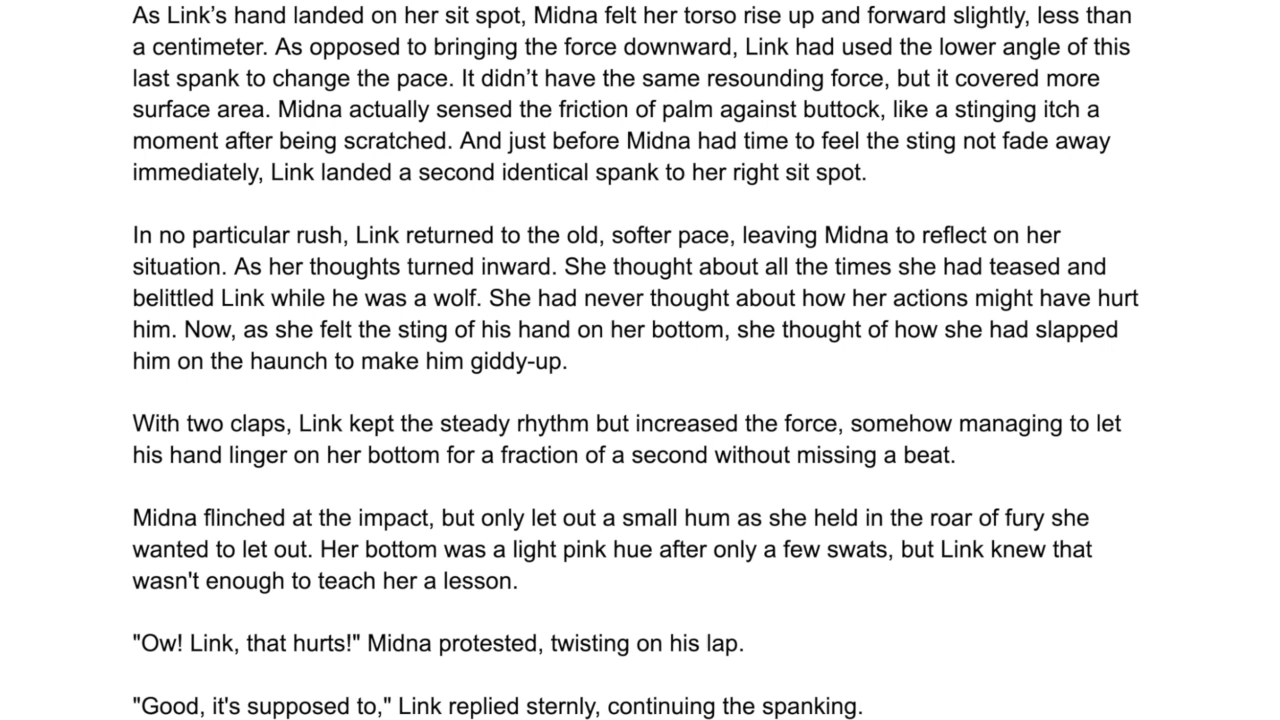 As Link’s hand landed on her sit spot, Midna felt her torso rise up and forward slightly, less than
a centimeter. As opposed to bringing the force downward, Link had used the lower angle of this
last spank to change the pace. It didn’t have the same resounding force, but it covered more
surface area. Midna actually sensed the friction of palm against buttock, like a stinging itch a
moment after being scratched. And just before Midna had time to feel the sting not fade away
immediately, Link landed a second identical spank to her right sit spot.
In no particular rush, Link returned to the old, softer pace, leaving Midna to reflect on her
situation. As her thoughts turned inward. She thought about all the times she had teased and
belittled Link while he was a wolf. She had never thought about how her actions might have hurt
him. Now, as she felt the sting of his hand on her bottom, she thought of how she had slapped
him on the haunch to make him giddy-up.
With two claps, Link kept the steady rhythm but increased the force, somehow managing to let
his hand linger on her bottom for a fraction of a second without missing a beat.
Midna flinched at the impact, but only let out a small hum as she held in the roar of fury she
wanted to let out. Her bottom was a light pink hue after only a few swats, but Link knew that
wasn't enough to teach her a lesson.
"Ow! Link, that hurts!" Midna protested, twisting on his lap.
"Good, it's supposed to," Link replied sternly, continuing the spanking.